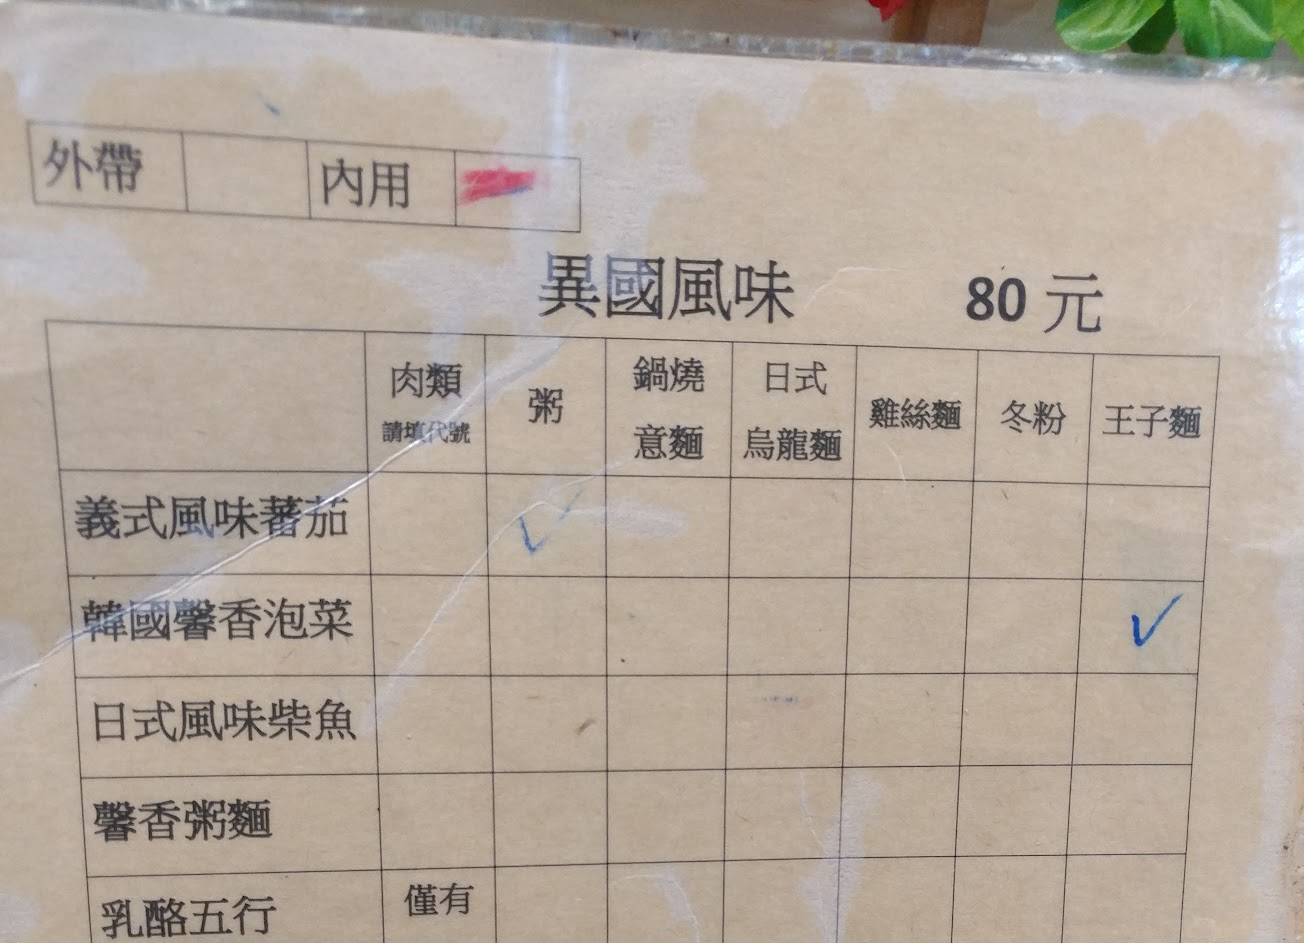 外帶 內用
異國風味 80 元
肉類 請填代號 粥 鍋燒意麵 日式烏龍麵 雞絲麵 冬粉 王子麵
義式風味蕃茄 ✓
韓國馨香泡菜 ✓
日式風味柴魚
馨香粥麵
乳酪五行 僅有